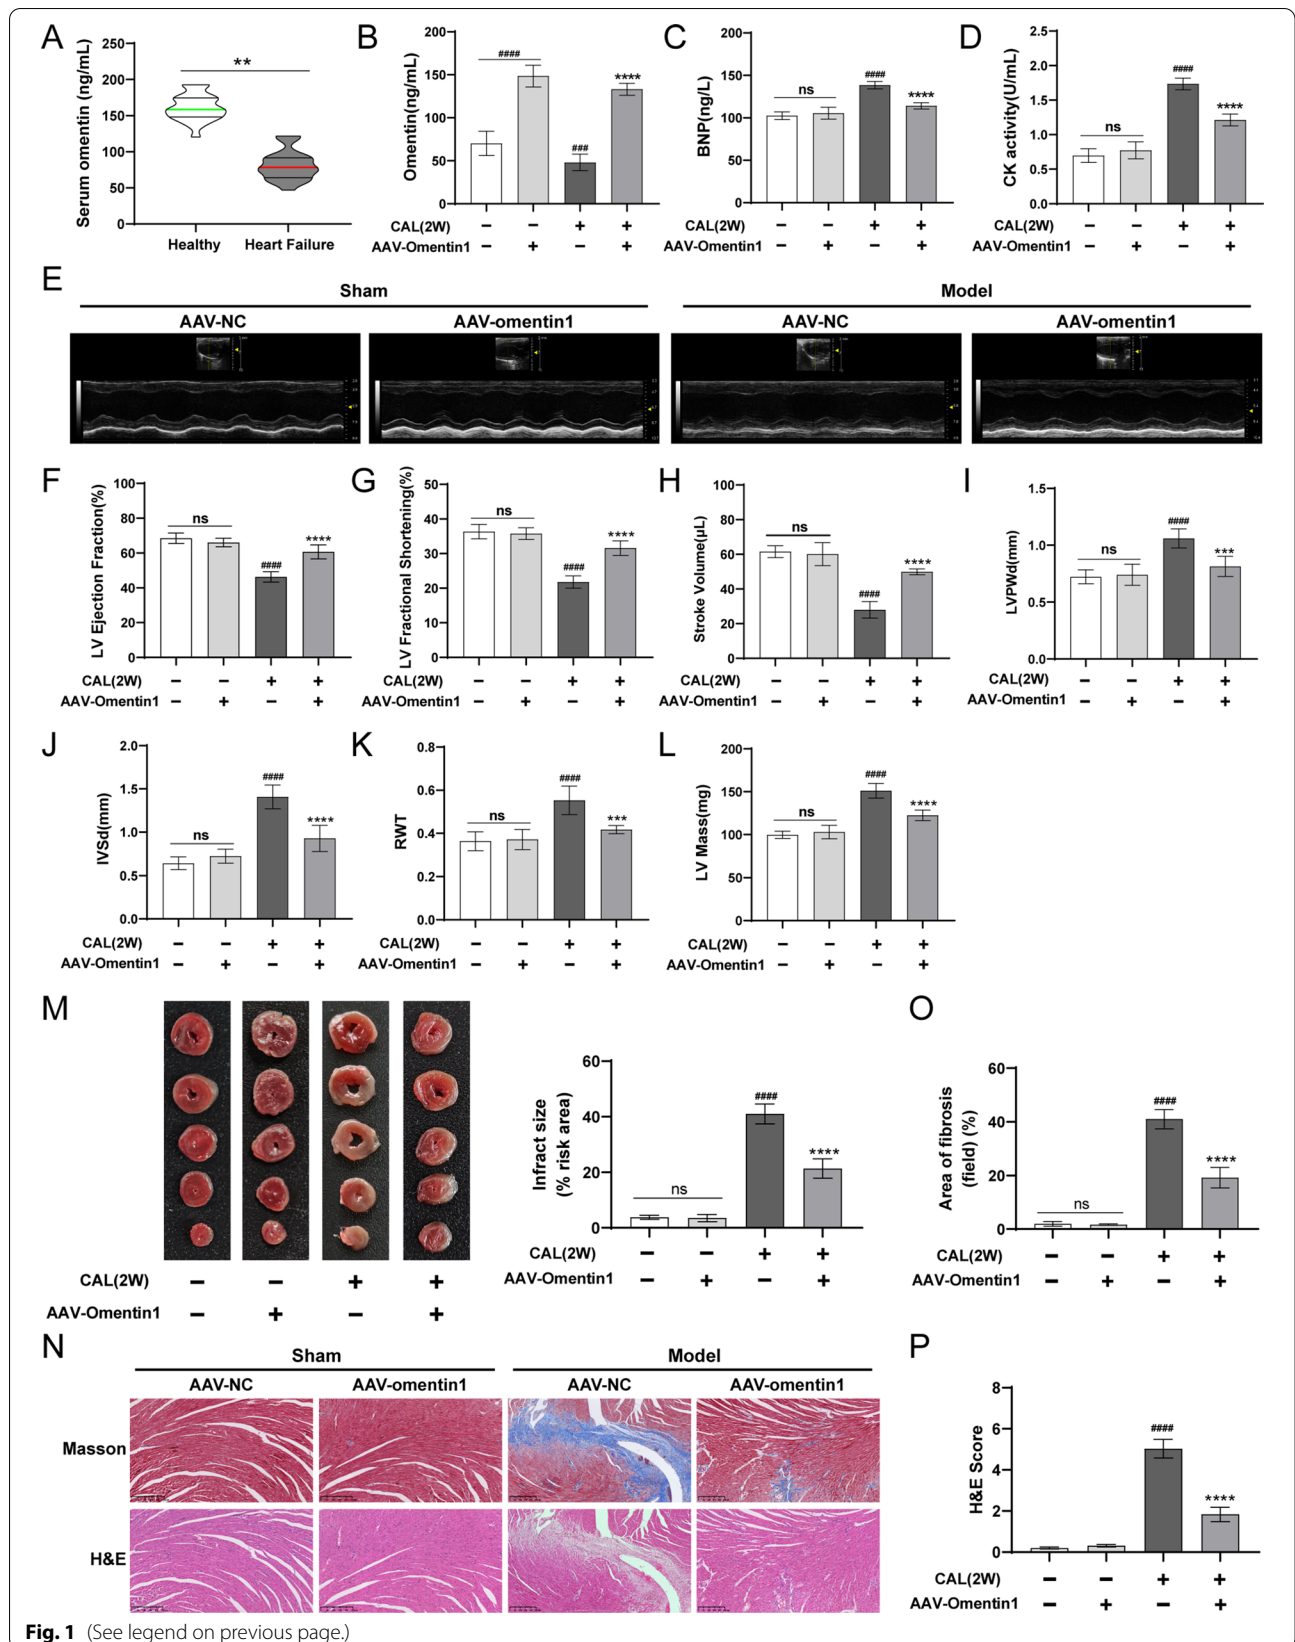 A
Serum omentin (ng/mL)
250
200
150
100
50
0
**
Healthy
Heart Failure
B
Omentin(ng/mL)
200
150
100
50
0
####
###
****
CAL(2W) − − + +
AAV-Omentin1 − + − +
C
BNP(ng/L)
200
150
100
50
0
ns
####
****
CAL(2W) − − + +
AAV-Omentin1 − + − +
D
CK activity(U/mL)
2.5
2.0
1.5
1.0
0.5
0.0
ns
####
****
CAL(2W) − − + +
AAV-Omentin1 − + − +
E
Sham
Model
AAV-NC
AAV-omentin1
AAV-NC
AAV-omentin1
F
LV Ejection Fraction(%)
100
80
60
40
20
0
ns
####
****
CAL(2W) − − + +
AAV-Omentin1 − + − +
G
LV Fractional Shortening(%)
50
40
30
20
10
0
ns
####
****
CAL(2W) − − + +
AAV-Omentin1 − + − +
H
Stroke Volume(μL)
100
80
60
40
20
0
ns
####
****
CAL(2W) − − + +
AAV-Omentin1 − + − +
I
LVPWd(mm)
1.5
1.0
0.5
0.0
ns
####
***
CAL(2W) − − + +
AAV-Omentin1 − + − +
J
IVSd(mm)
2.0
1.5
1.0
0.5
0.0
ns
####
****
CAL(2W) − − + +
AAV-Omentin1 − + − +
K
RWT
0.8
0.6
0.4
0.2
0.0
ns
####
***
CAL(2W) − − + +
AAV-Omentin1 − + − +
L
LV Mass(mg)
200
150
100
50
0
ns
####
****
CAL(2W) − − + +
AAV-Omentin1 − + − +
M
CAL(2W) − − + +
AAV-Omentin1 − + − +
Infract size
(% risk area)
60
40
20
0
ns
####
****
CAL(2W) − − + +
AAV-Omentin1 − + − +
O
Area of fibrosis
(field) (%)
60
40
20
0
ns
####
****
CAL(2W) − − + +
AAV-Omentin1 − + − +
N
Sham
Model
AAV-NC
AAV-omentin1
AAV-NC
AAV-omentin1
Masson
H&E
P
H&E Score
8
6
4
2
0
####
****
CAL(2W) − − + +
AAV-Omentin1 − + − +
Fig. 1 (See legend on previous page.)